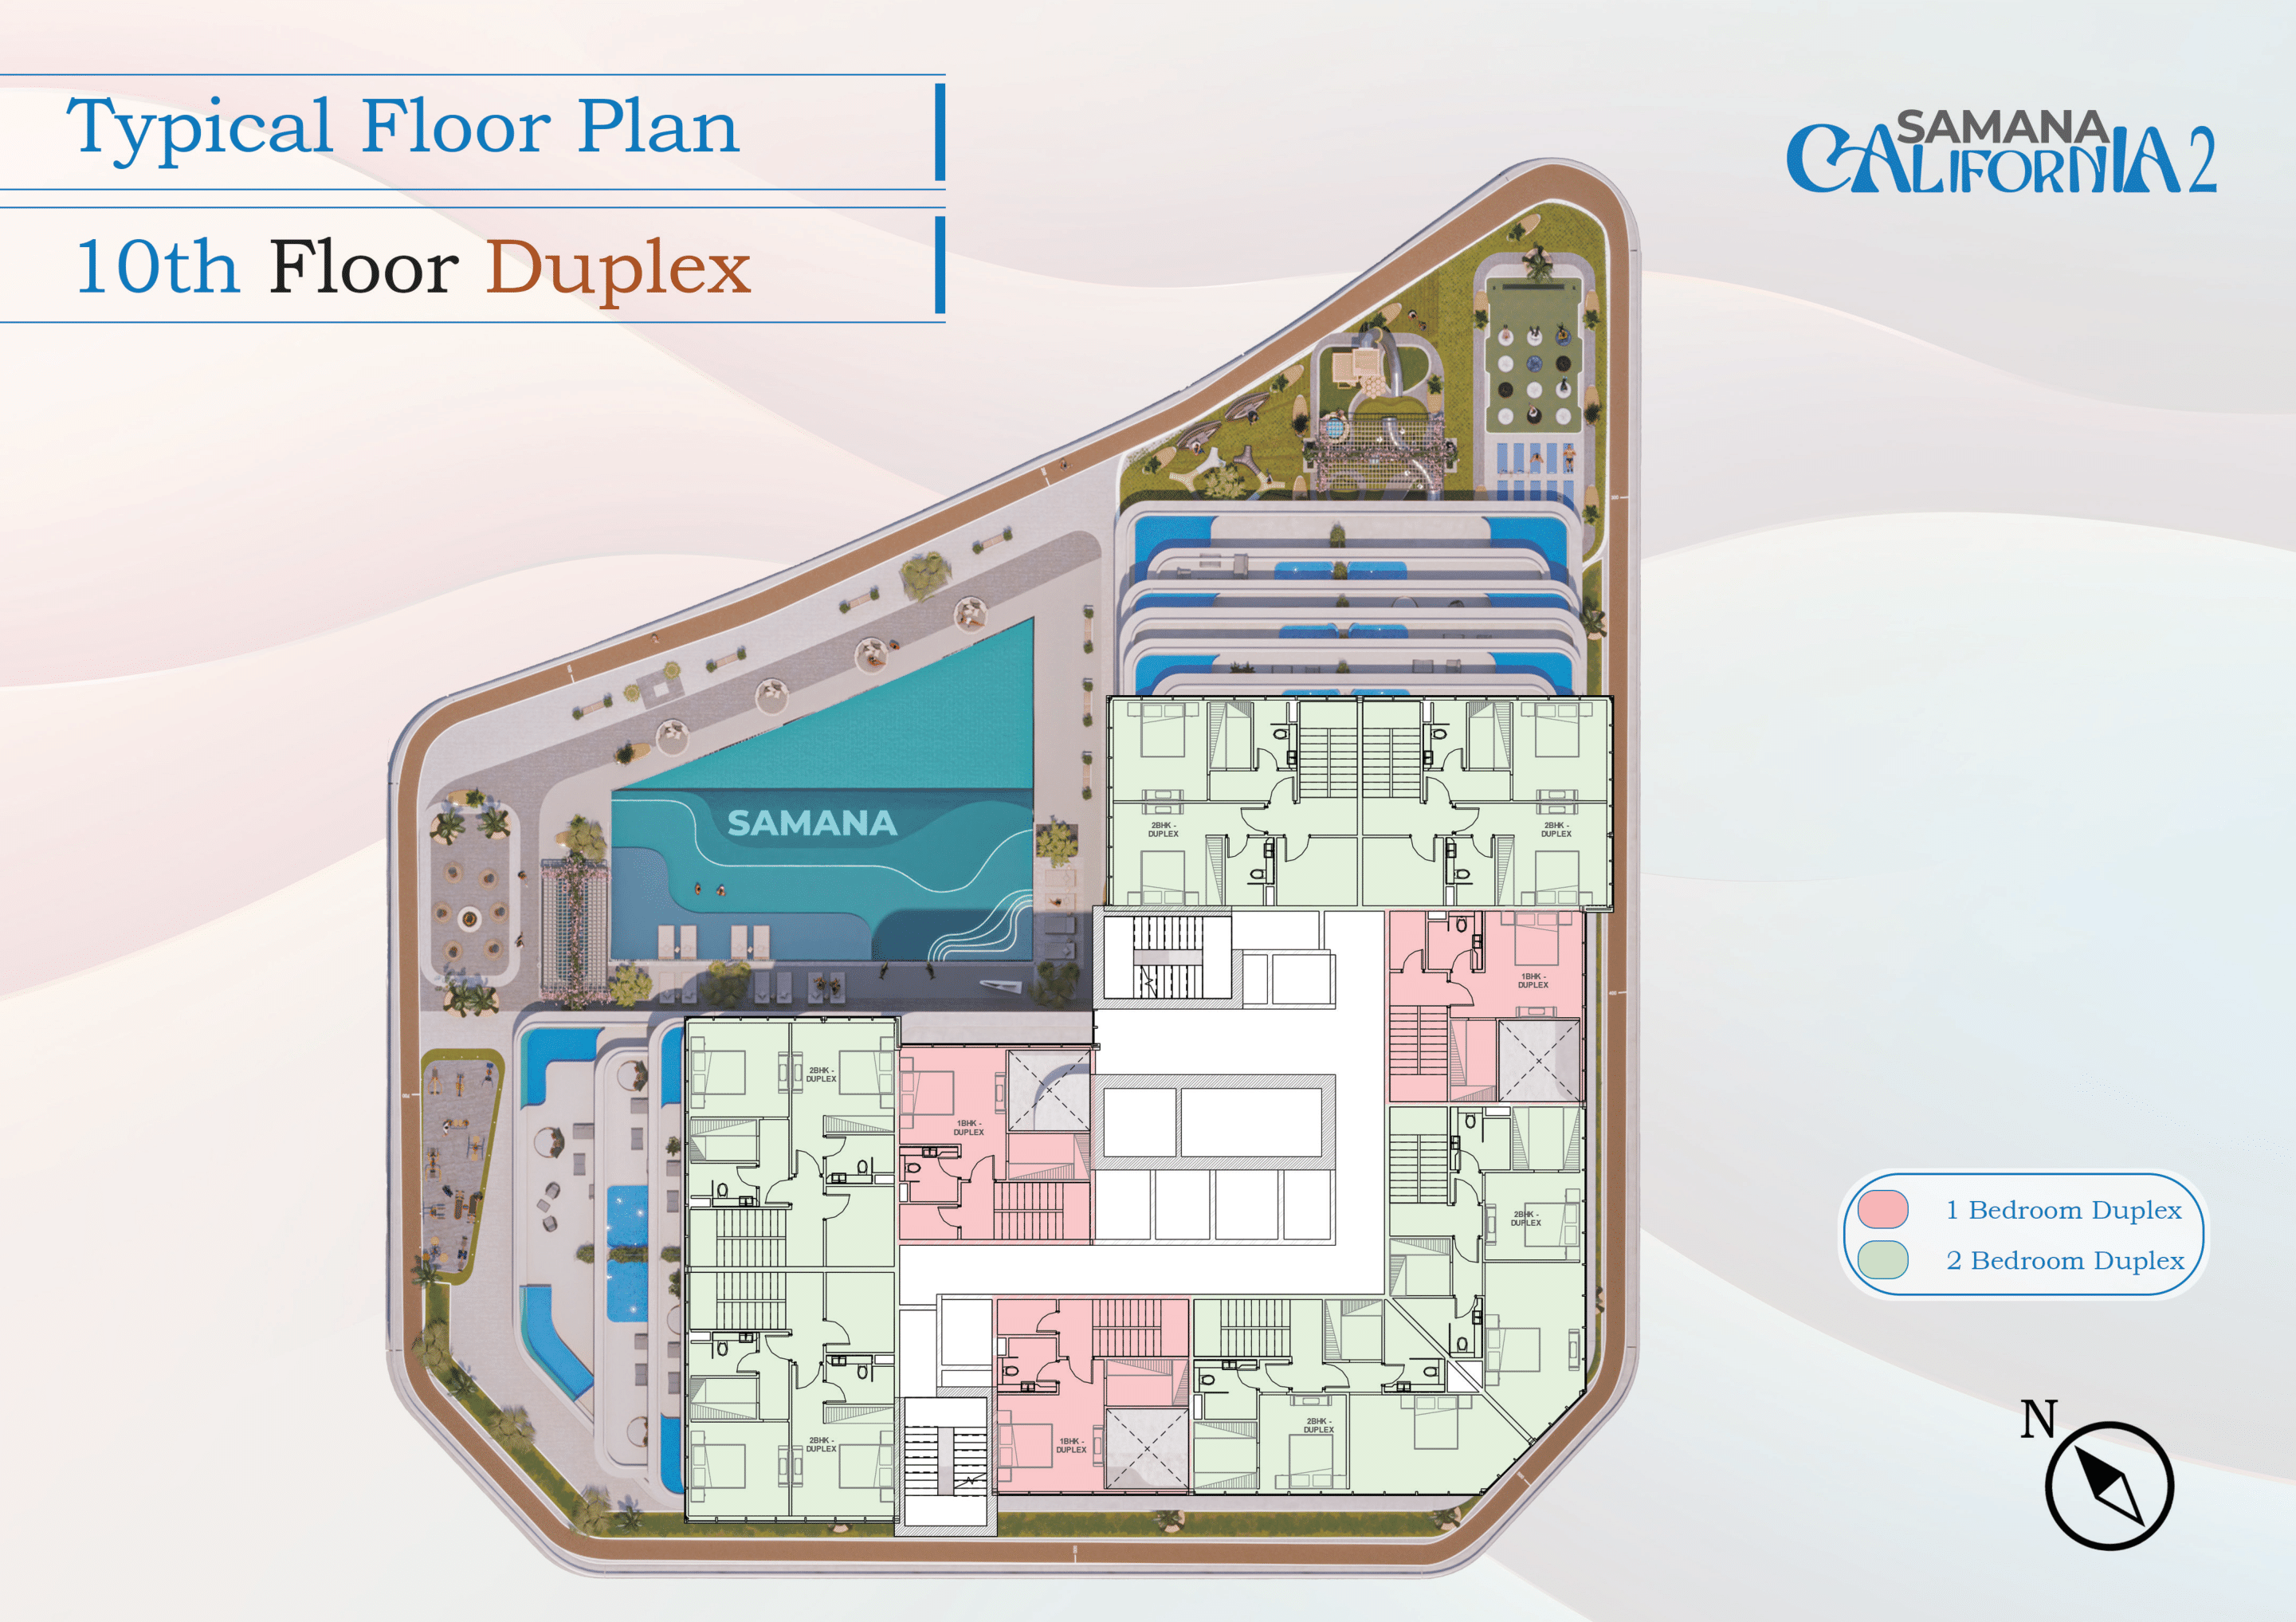 Typical Floor Plan
10th Floor Duplex
SAMANA
CALIFORNIA 2
SAMANA
2BHK -
DUPLEX
2BHK -
DUPLEX
1BHK -
DUPLEX
2BHK -
DUPLEX
1BHK -
DUPLEX
2BHK -
DUPLEX
2BHK -
DUPLEX
1BHK -
DUPLEX
2BHK -
DUPLEX
1 Bedroom Duplex
2 Bedroom Duplex
N